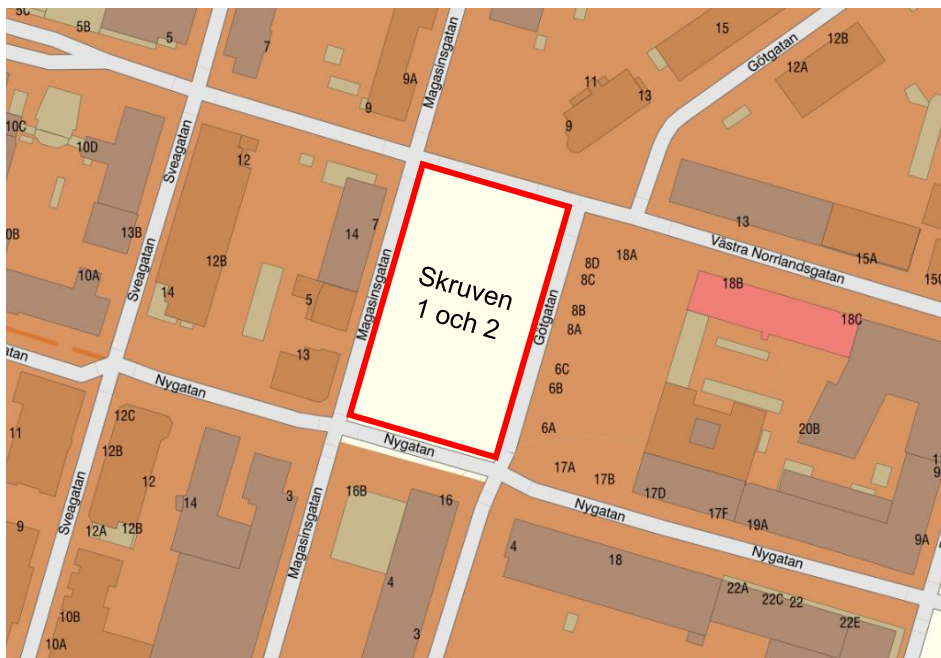 5C
5B
5
7
9A
9
Magasinsgatan
15
12B
12A
Götgatan
11
13
9
10C
10D
Sveagatan
12
13B
0B
10A
12B
14
14
7
5
13
Magasinsgatan
Sveagatan
Skruven
1 och 2
Götgatan
8D
8C
18A
8B
8A
6C
6B
6A
13
15A
Västra Norrlandsgatan
18B
18C
20B
atan
Nygatan
Nygatan
11
12C
12B
12
14
3
Sveagatan
12A
12B
9
10B
10A
Magasinsgatan
16B
16
4
3
17A
17B
17D
17F
19A
9A
Nygatan
Nygatan
4
18
22A
22C
22
22E